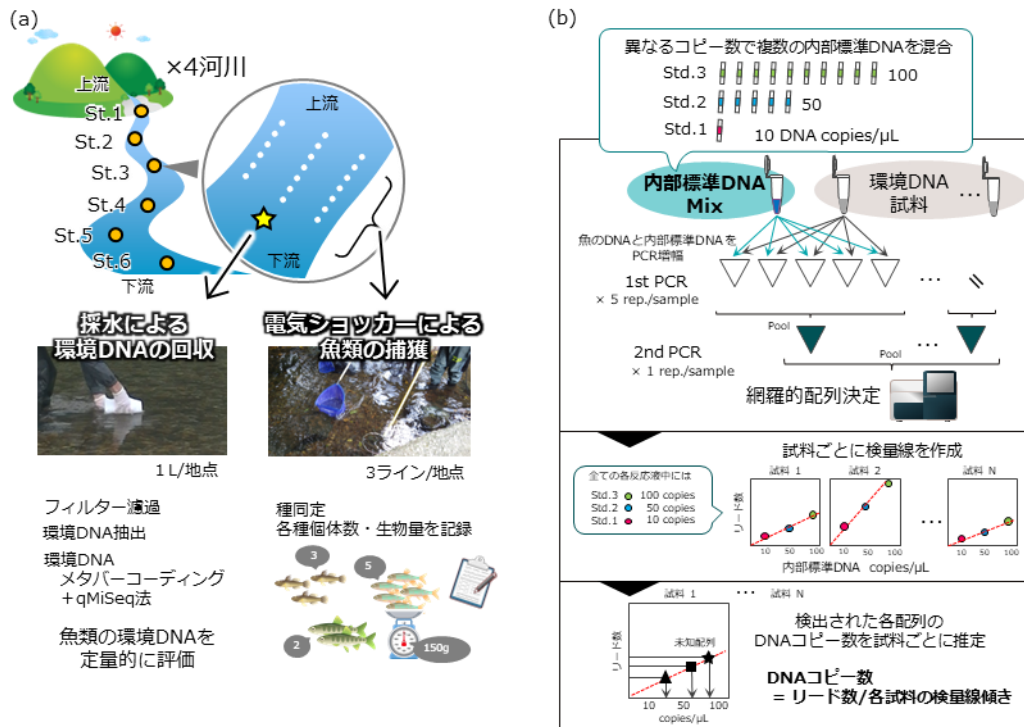 (a)
×4河川
上流
St.1
St.2
St.3
St.4
St.5
St.6
下流
上流
下流
採水による
環境DNAの回収
電気ショッカーによる
魚類の捕獲
1L/地点
3ライン/地点
フィルター濾過
環境DNA抽出
環境DNA
メタバーコーディング
+qMiSeq法
魚類の環境DNAを
定量的に評価
種同定
各種個体数・生物量を記録
3
5
2
150g
(b)
異なるコピー数で複数の内部標準DNAを混合
Std.3 100
Std.2 50
Std.1 10 DNA copies/μL
内部標準DNA
Mix
環境DNA
試料
…
魚のDNAと内部標準DNAを
PCR増幅
1st PCR
× 5 rep./sample
…
Pool
2nd PCR
× 1 rep./sample
…
Pool
網羅的配列決定
試料ごとに検量線を作成
全ての各反応液中には
Std.3 100 copies
Std.2 50 copies
Std.1 10 copies
試料 1
試料 2
試料 N
リード数
…
10 50 100
10 50 100
10 50 100
内部標準DNA copies/μL
試料 1 … 試料 N
リード数
未知配列
10 50 100
copies/μL
検出された各配列の
DNAコピー数を試料ごとに推定
DNAコピー数
= リード数/各試料の検量線傾き